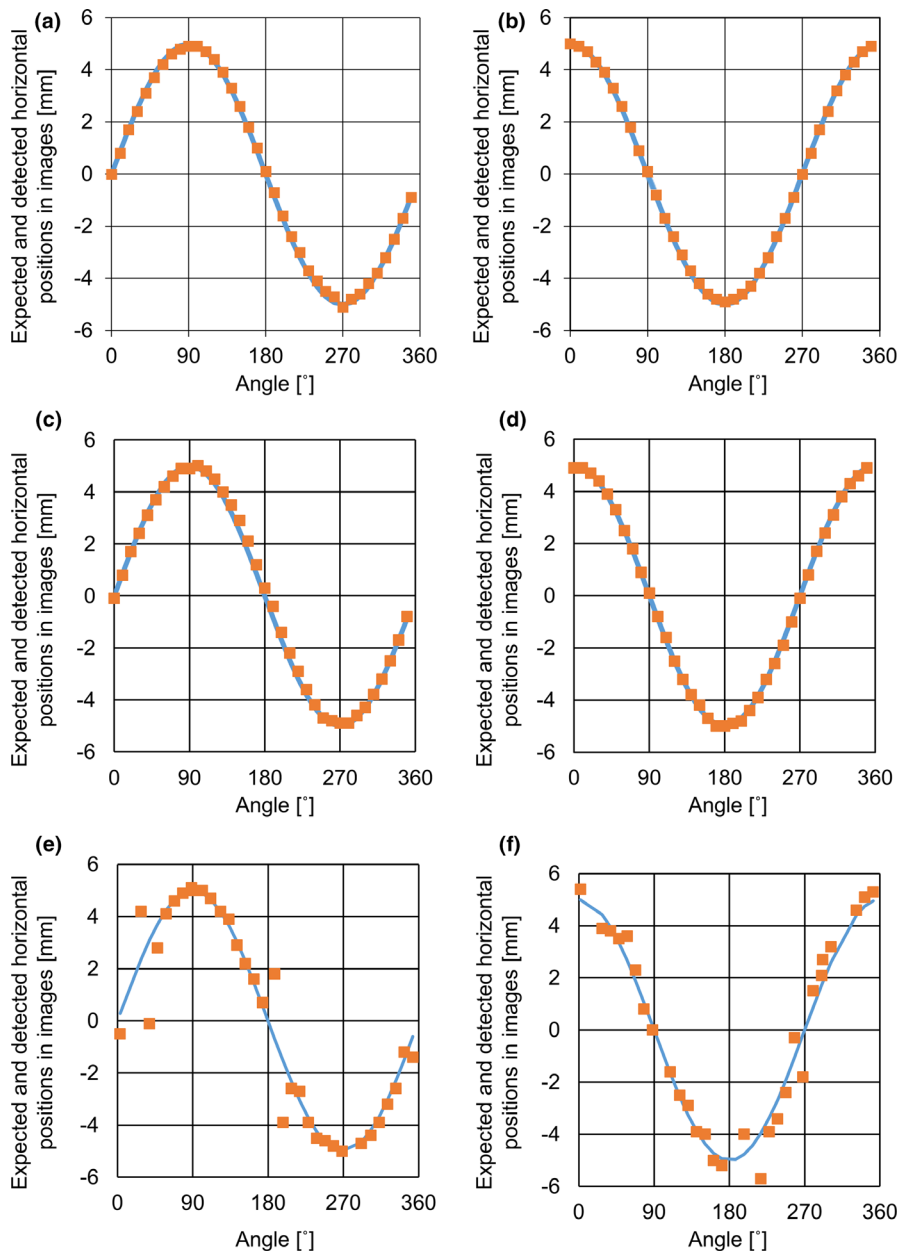 (a)
Expected and detected horizontal
positions in images [mm]
6
4
2
0
-2
-4
-6
0 90 180 270 360
Angle [°]
(b)
Expected and detected horizontal
positions in images [mm]
6
4
2
0
-2
-4
-6
0 90 180 270 360
Angle [°]
(c)
Expected and detected horizontal
positions in images [mm]
6
4
2
0
-2
-4
-6
0 90 180 270 360
Angle [°]
(d)
Expected and detected horizontal
positions in images [mm]
6
4
2
0
-2
-4
-6
0 90 180 270 360
Angle [°]
(e)
Expected and detected horizontal
positions in images [mm]
6
4
2
0
-2
-4
-6
0 90 180 270 360
Angle [°]
(f)
Expected and detected horizontal
positions in images [mm]
6
4
2
0
-2
-4
-6
0 90 180 270 360
Angle [°]